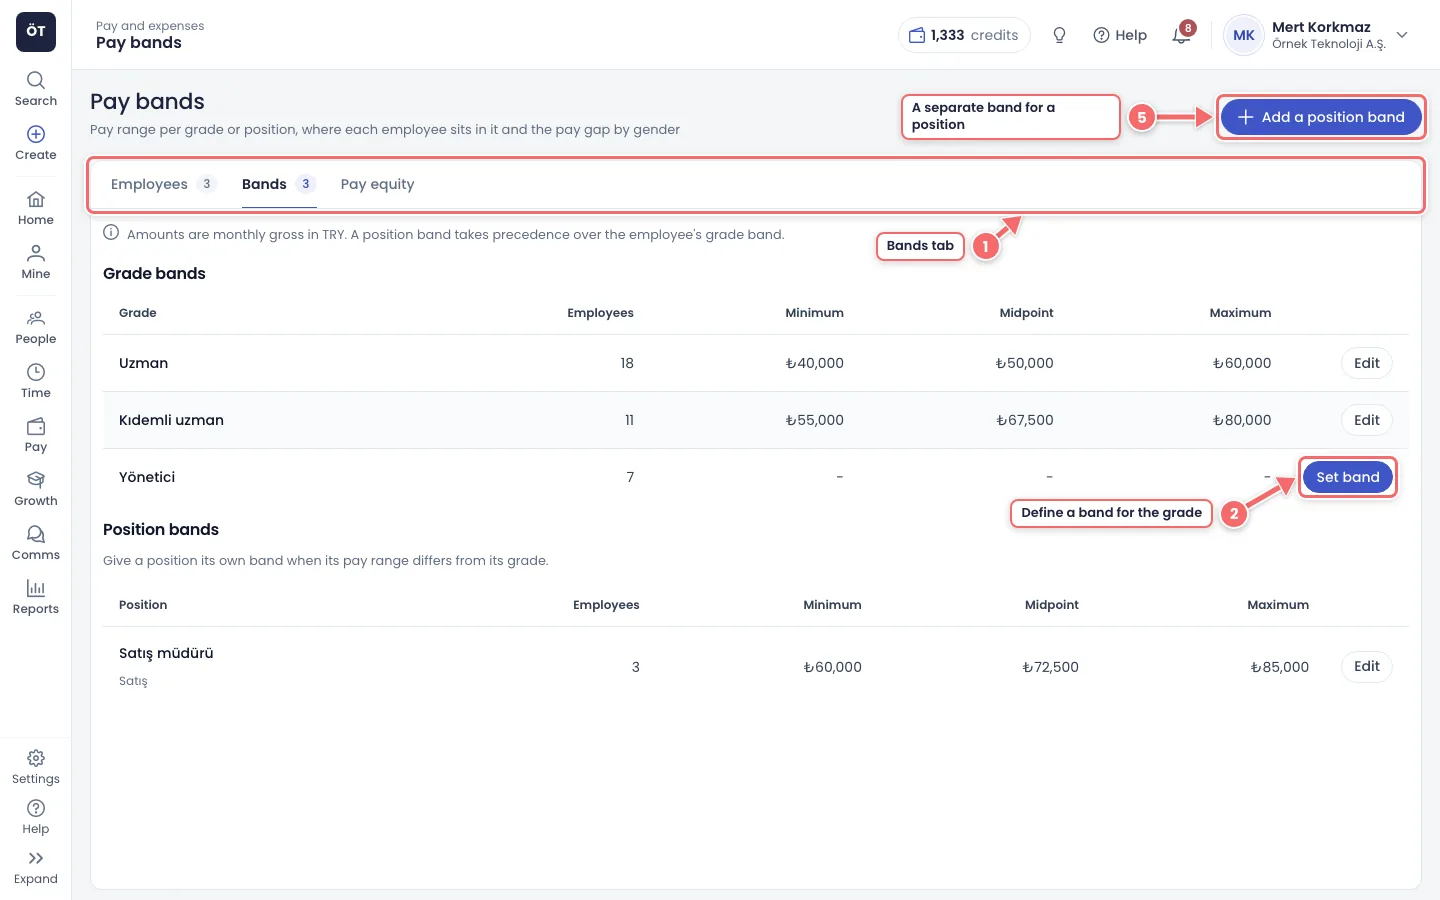 ÖT
Search
Create
Home
Mine
People
Time
Pay
Growth
Comms
Reports
Settings
Help
Expand
Pay and expenses
Pay bands
1,333 credits
Help
8
MK
Mert Korkmaz
Örnek Teknoloji A.Ş.
Pay bands
Pay range per grade or position, where each employee sits in it and the pay gap by gender
A separate band for a
position
5
Add a position band
Employees 3
Bands 3
Pay equity
Amounts are monthly gross in TRY. A position band takes precedence over the employee's grade band.
Bands tab
1
Grade bands
Grade Employees Minimum Midpoint Maximum
Uzman 18 ₺40,000 ₺50,000 ₺60,000 Edit
Kıdemli uzman 11 ₺55,000 ₺67,500 ₺80,000 Edit
Yönetici 7 - - - Set band
Define a band for the grade
2
Position bands
Give a position its own band when its pay range differs from its grade.
Position Employees Minimum Midpoint Maximum
Satış müdürü
Satış
3 ₺60,000 ₺72,500 ₺85,000 Edit